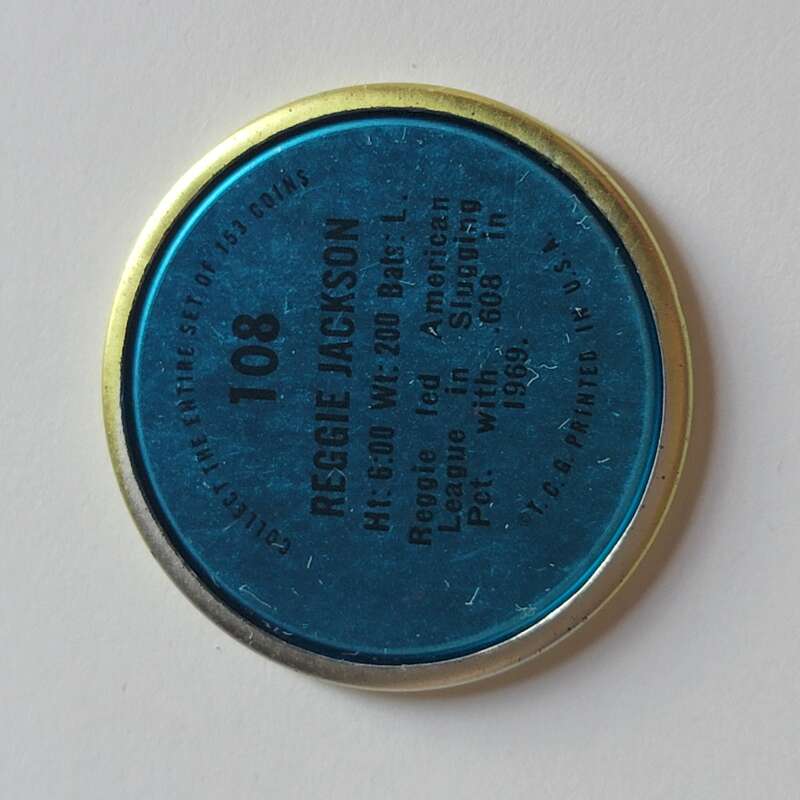 COLLECT THE ENTIRE SET OF 153 COINS
108
REGGIE JACKSON
Ht: 6:00 Wt: 200 Bats: L.
Reggie led American
League in Slugging
Pct. with .608 in
1969.
©T. C. G. PRINTED IN U.S.A.